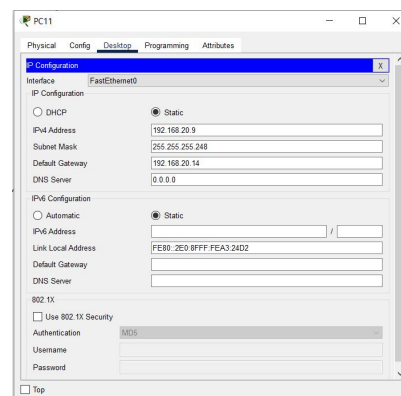 PC11
Physical Config Desktop Programming Attributes
IP Configuration X
Interface FastEthernet0
IP Configuration
DHCP Static
IPv4 Address 192.168.20.9
Subnet Mask 255.255.255.248
Default Gateway 192.168.20.14
DNS Server 0.0.0.0
IPv6 Configuration
Automatic Static
IPv6 Address /
Link Local Address FE80::2E0:8FFF:FEA3:24D2
Default Gateway
DNS Server
802.1X
Use 802.1X Security
Authentication MD5
Username
Password
Top